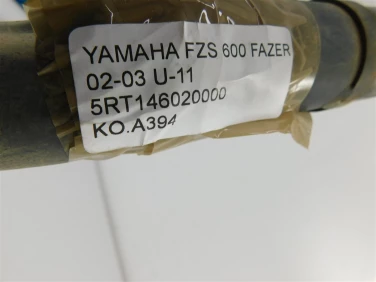 YAMAHA FZS 600 FAZER
02-03 U-11
5RT146020000
KO.A394